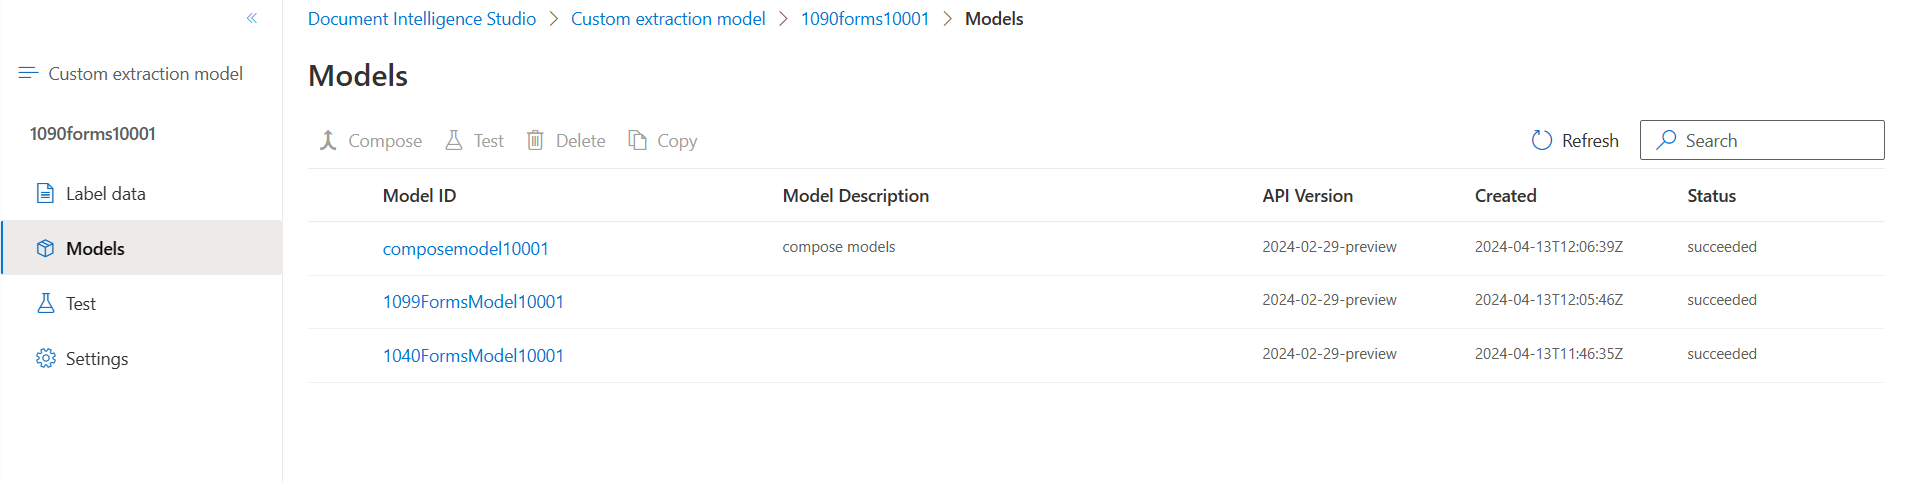 Document Intelligence Studio > Custom extraction model > 1090forms10001 > Models
Custom extraction model
1090forms10001
Label data
Models
Test
Settings
Models
Compose Test Delete Copy Refresh Search
Model ID Model Description API Version Created Status
composemodel10001 compose models 2024-02-29-preview 2024-04-13T12:06:39Z succeeded
1099FormsModel10001 2024-02-29-preview 2024-04-13T12:05:46Z succeeded
1040FormsModel10001 2024-02-29-preview 2024-04-13T11:46:35Z succeeded